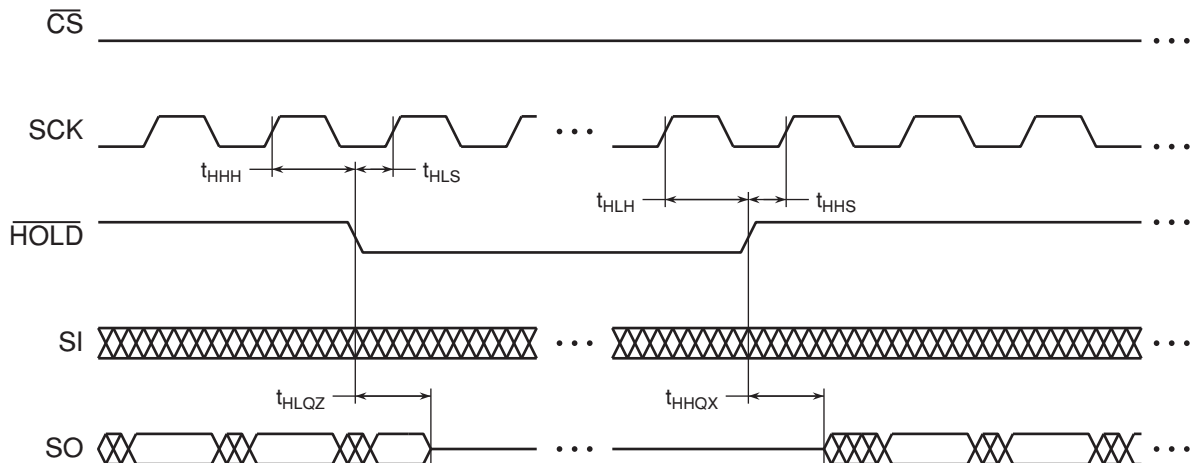 CS
SCK
tHHH
tHLS
tHLH
tHHS
HOLD
SI
tHLQZ
tHHQX
SO